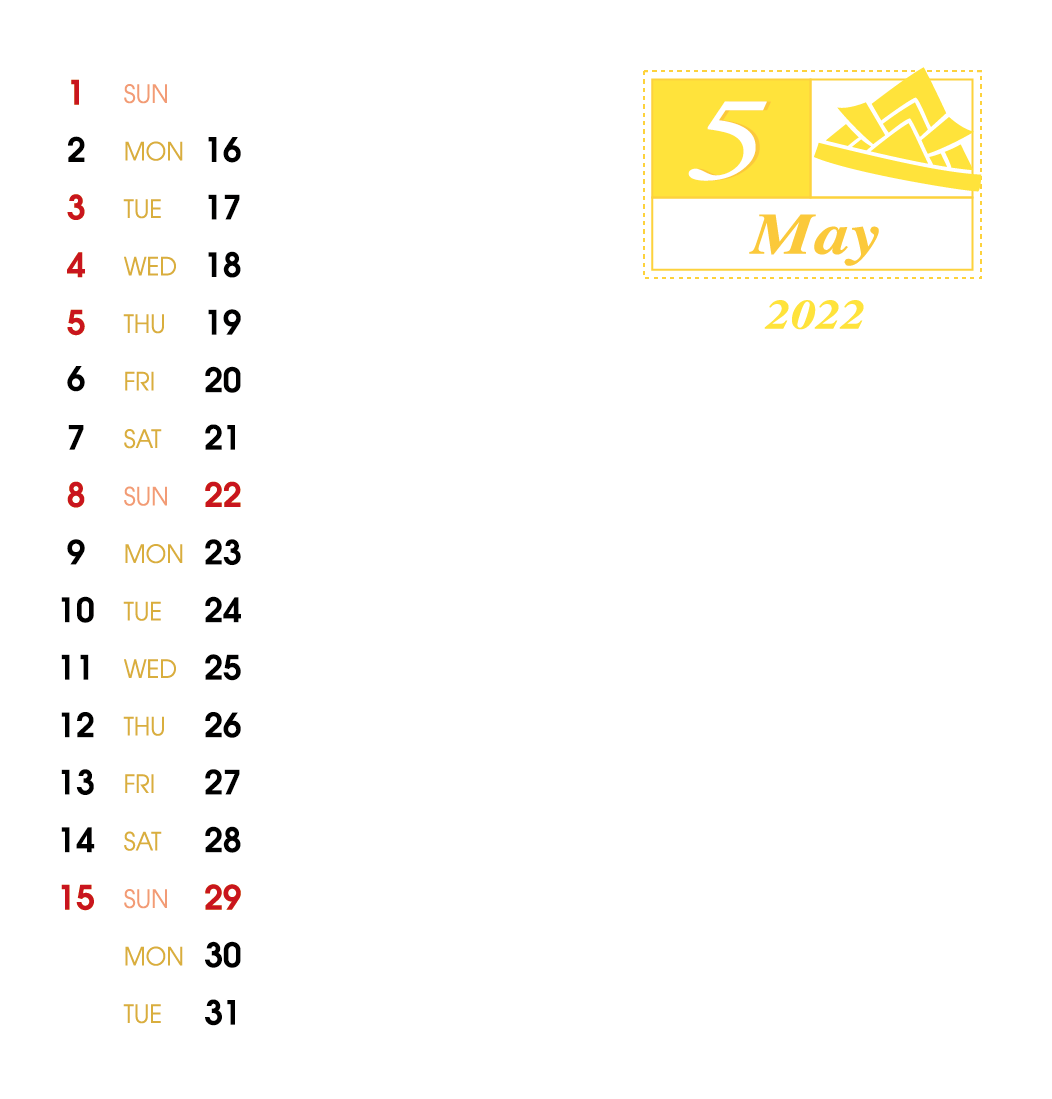 1 SUN
2 MON 16
3 TUE 17
4 WED 18
5 THU 19
6 FRI 20
7 SAT 21
8 SUN 22
9 MON 23
10 TUE 24
11 WED 25
12 THU 26
13 FRI 27
14 SAT 28
15 SUN 29
MON 30
TUE 31
5
May
2022